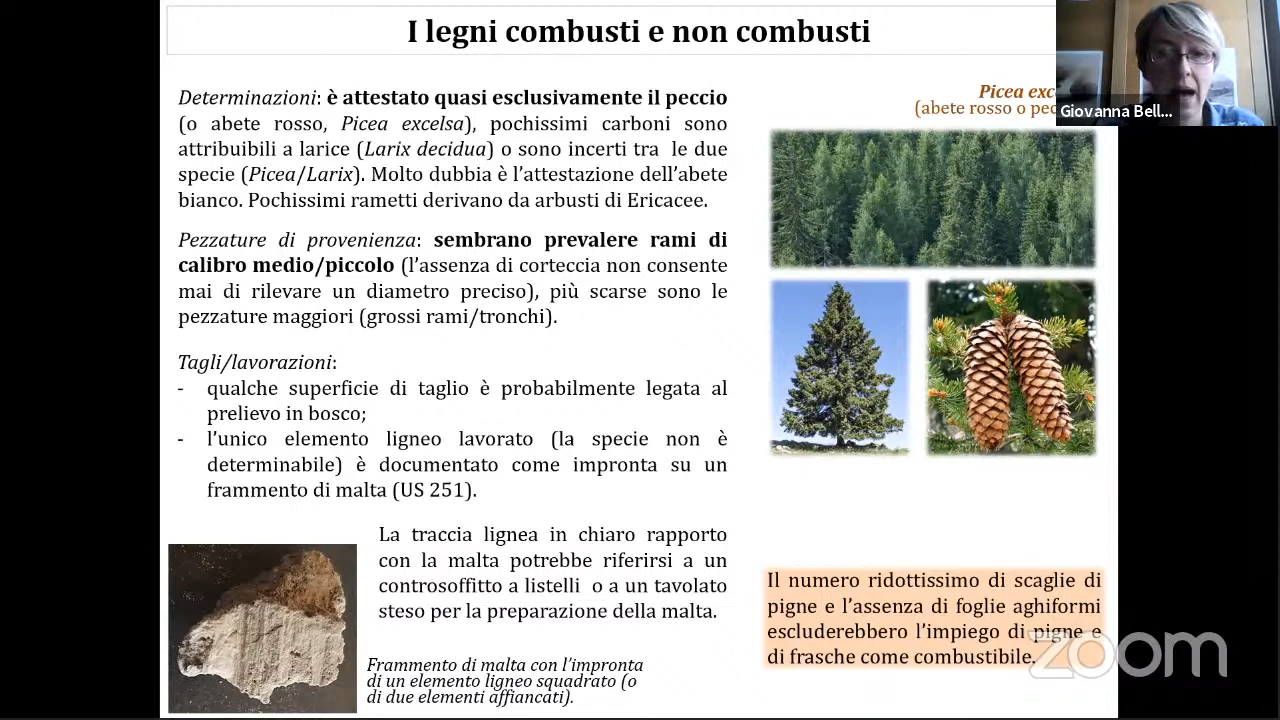 I legni combusti e non combusti
Determinazioni: è attestato quasi esclusivamente il peccio
(o abete rosso, Picea excelsa), pochissimi carboni sono
attribuibili a larice (Larix decidua) o sono incerti tra le due
specie (Picea/Larix). Molto dubbia è l’attestazione dell’abete
bianco. Pochissimi rametti derivano da arbusti di Ericacee.
Pezzature di provenienza: sembrano prevalere rami di
calibro medio/piccolo (l’assenza di corteccia non consente
mai di rilevare un diametro preciso), più scarse sono le
pezzature maggiori (grossi rami/tronchi).
Tagli/lavorazioni:
- qualche superficie di taglio è probabilmente legata al
prelievo in bosco;
- l’unico elemento ligneo lavorato (la specie non è
determinabile) è documentato come impronta su un
frammento di malta (US 251).
La traccia lignea in chiaro rapporto
con la malta potrebbe riferirsi a un
controsoffitto a listelli o a un tavolato
steso per la preparazione della malta.
Frammento di malta con l’impronta
di un elemento ligneo squadrato (o
di due elementi affiancati).
Picea exc
(abete rosso o pec
Giovanna Bell...
Il numero ridottissimo di scaglie di
pigne e l’assenza di foglie aghiformi
escluderebbero l’impiego di pigne e
di frasche come combustibile.
zoom